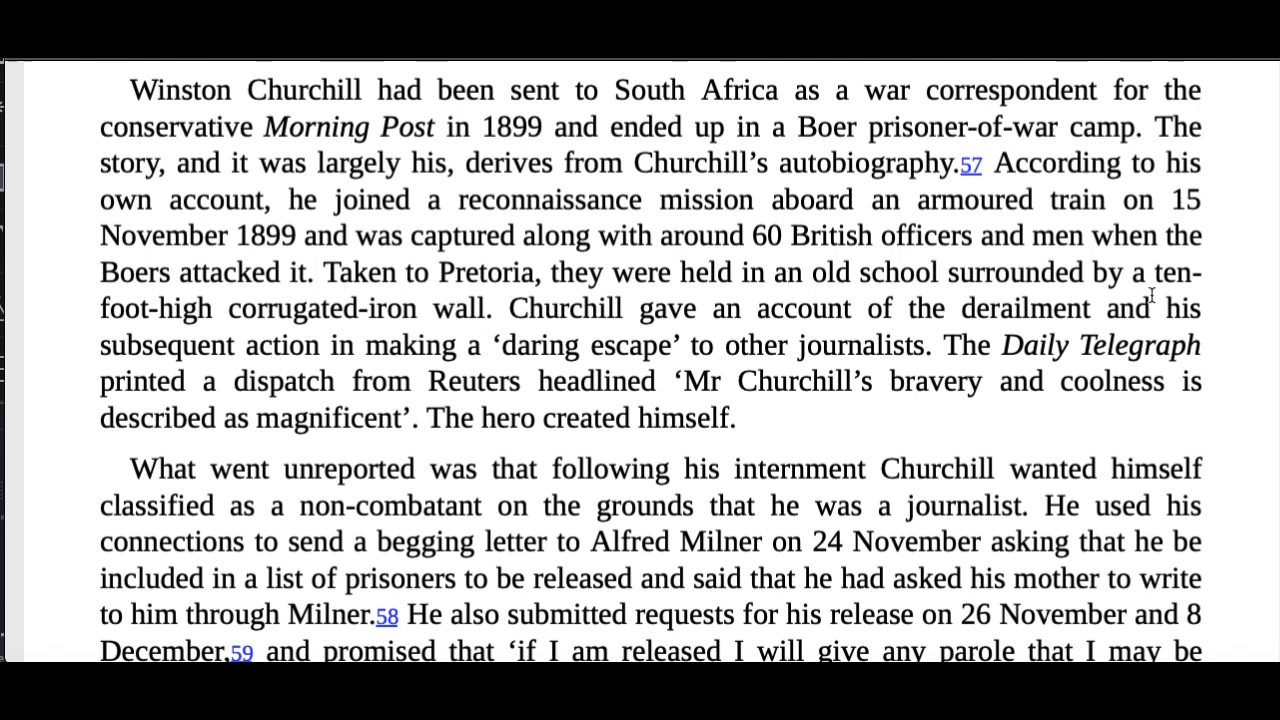 Winston Churchill had been sent to South Africa as a war correspondent for the
conservative Morning Post in 1899 and ended up in a Boer prisoner-of-war camp. The
story, and it was largely his, derives from Churchill’s autobiography.57 According to his
own account, he joined a reconnaissance mission aboard an armoured train on 15
November 1899 and was captured along with around 60 British officers and men when the
Boers attacked it. Taken to Pretoria, they were held in an old school surrounded by a ten-
foot-high corrugated-iron wall. Churchill gave an account of the derailment and his
subsequent action in making a ‘daring escape’ to other journalists. The Daily Telegraph
printed a dispatch from Reuters headlined ‘Mr Churchill’s bravery and coolness is
described as magnificent’. The hero created himself.
What went unreported was that following his internment Churchill wanted himself
classified as a non-combatant on the grounds that he was a journalist. He used his
connections to send a begging letter to Alfred Milner on 24 November asking that he be
included in a list of prisoners to be released and said that he had asked his mother to write
to him through Milner.58 He also submitted requests for his release on 26 November and 8
December,59 and promised that ‘if I am released I will give any parole that I may be